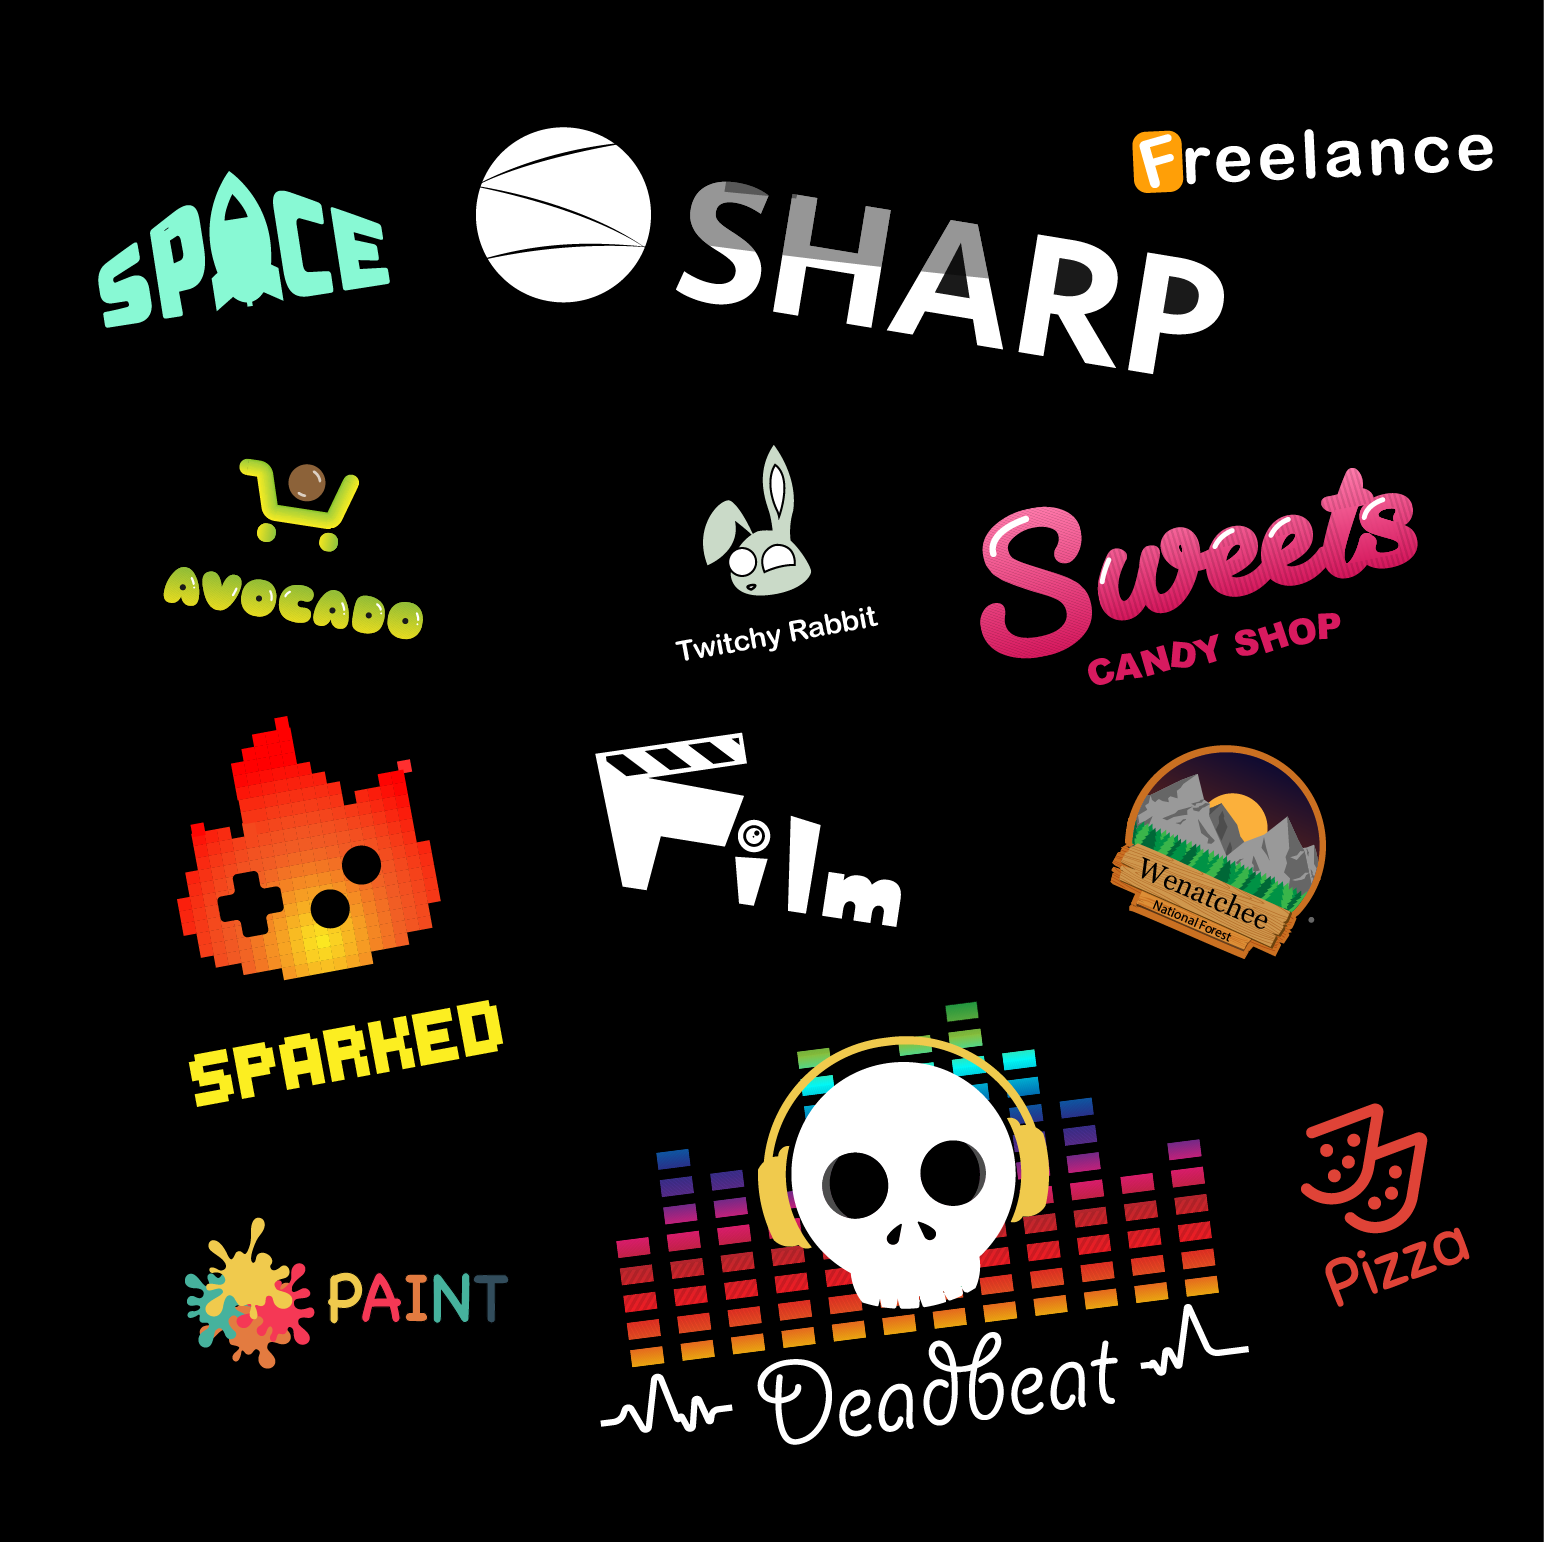 SPACE
SHARP
Freelance
AVOCADO
Twitchy Rabbit
Sweets
CANDY SHOP
SPARKED
Film
Wenatchee
National Forest
PAINT
Deadbeat
Pizza